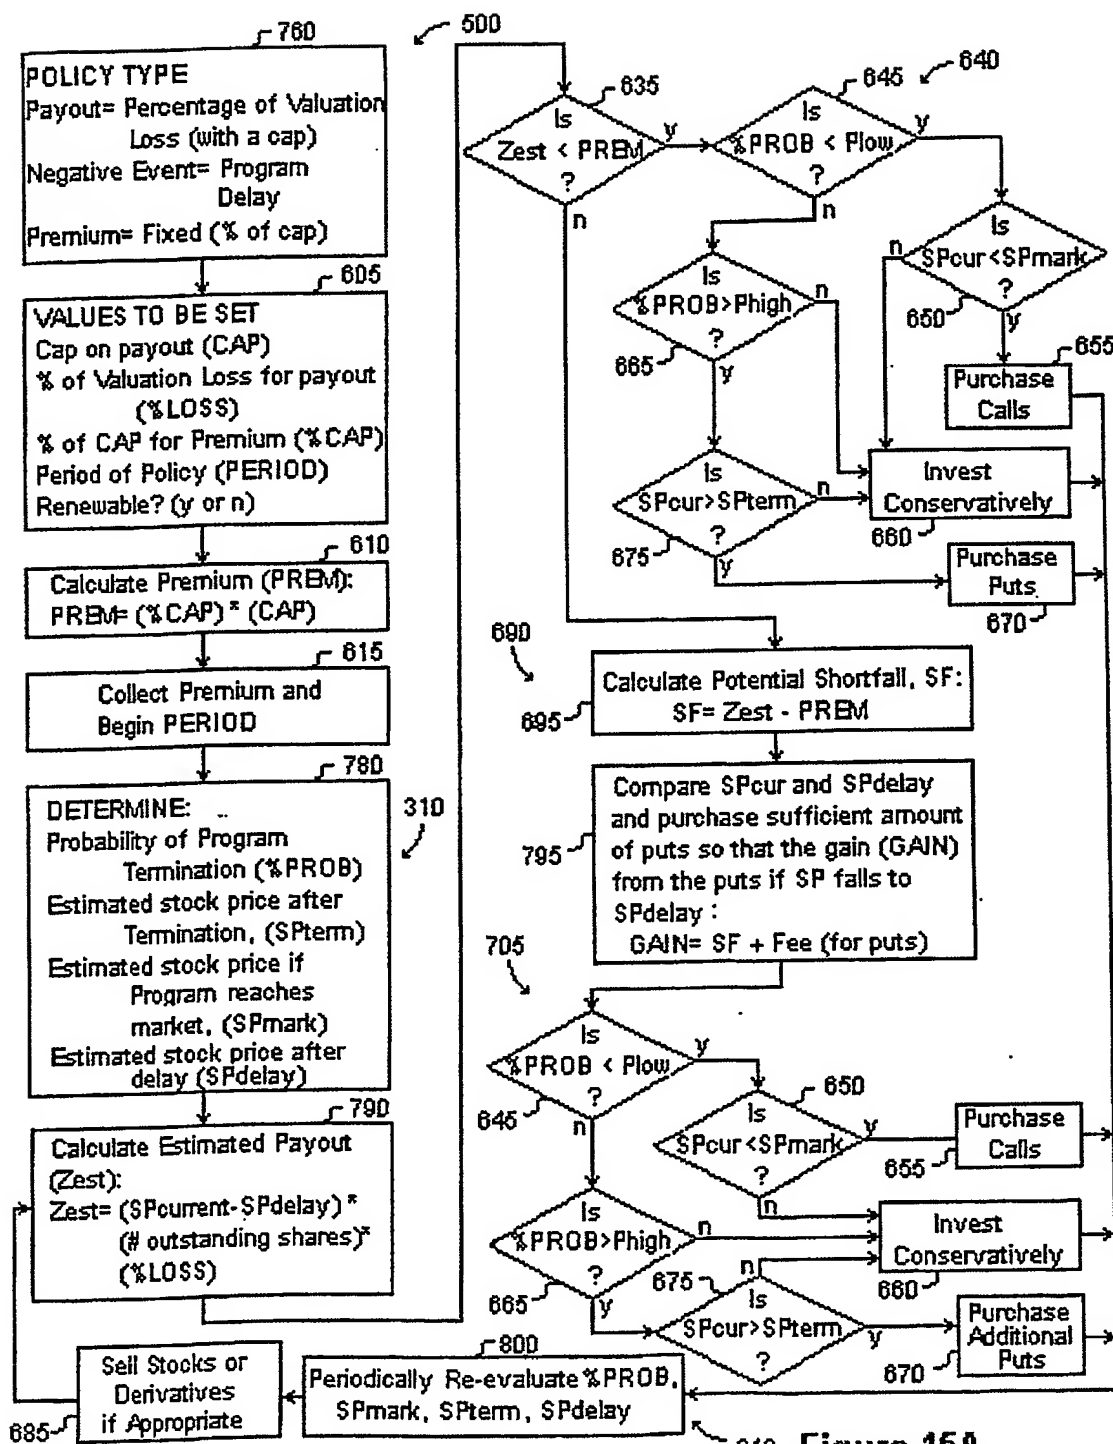 760
500
POLICY TYPE
Payout= Percentage of Valuation
Loss (with a cap)
Negative Event= Program
Delay
Premium= Fixed (% of cap)
605
VALUES TO BE SET
Cap on payout (CAP)
% of Valuation Loss for payout
(%LOSS)
% of CAP for Premium (%CAP)
Period of Policy (PERIOD)
Renewable? (y or n)
610
Calculate Premium (PREM):
PREM= (%CAP) * (CAP)
615
Collect Premium and
Begin PERIOD
780
310
DETERMINE:
Probability of Program
Termination (%PROB)
Estimated stock price after
Termination, (SPterm)
Estimated stock price if
Program reaches
market, (SPmark)
Estimated stock price after
delay (SPdelay)
790
Calculate Estimated Payout
(Zest):
Zest= (SPcurrent-SPdelay) *
(# outstanding shares)*
(%LOSS)
635
Is
Zest < PREM
?
y
n
645
640
Is
%PROB < Plow
?
y
n
Is
SPcur<SPmark
?
n
y
650
655
Purchase
Calls
Is
%PROB>Phigh
?
n
y
665
Is
SPcur>SPterm
?
n
y
675
Invest
Conservatively
660
Purchase
Puts
670
690
Calculate Potential Shortfall, SF:
SF= Zest - PREM
695
Compare SPcur and SPdelay
and purchase sufficient amount
of puts so that the gain (GAIN)
from the puts if SP falls to
SPdelay :
GAIN= SF + Fee (for puts)
795
705
Is
%PROB < Plow
?
y
n
645
650
Is
SPcur<SPmark
?
y
n
Purchase
Calls
655
Is
%PROB>Phigh
?
n
y
665
Invest
Conservatively
660
675
Is
SPcur>SPterm
?
n
y
Purchase
Additional
Puts
670
800
Periodically Re-evaluate %PROB,
SPmark, SPterm, SPdelay
Sell Stocks or
Derivatives
if Appropriate
685
Figure 15A